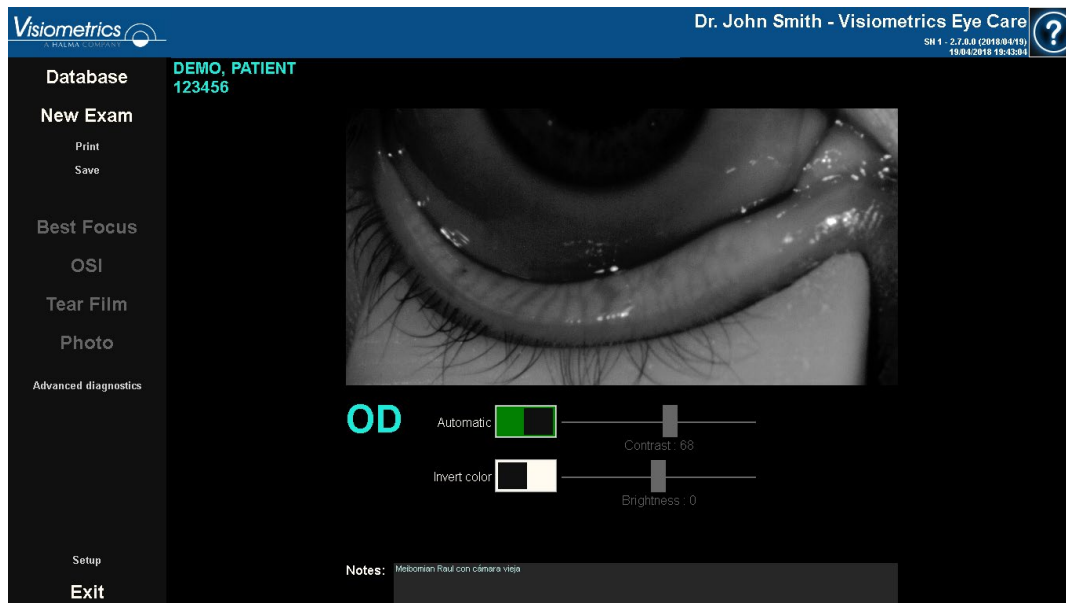 Visiometrics
A HALMA COMPANY
Dr. John Smith - Visiometrics Eye Care
SN 1 - 2.7.0.0 (2018/04/19)
19/04/2018 19:43:04
?
Database
New Exam
Print
Save
Best Focus
OSI
Tear Film
Photo
Advanced diagnostics
Setup
Exit
DEMO, PATIENT
123456
OD
Automatic
Contrast : 68
Invert color
Brightness : 0
Notes:
Meibomian Raul con cámara vieja